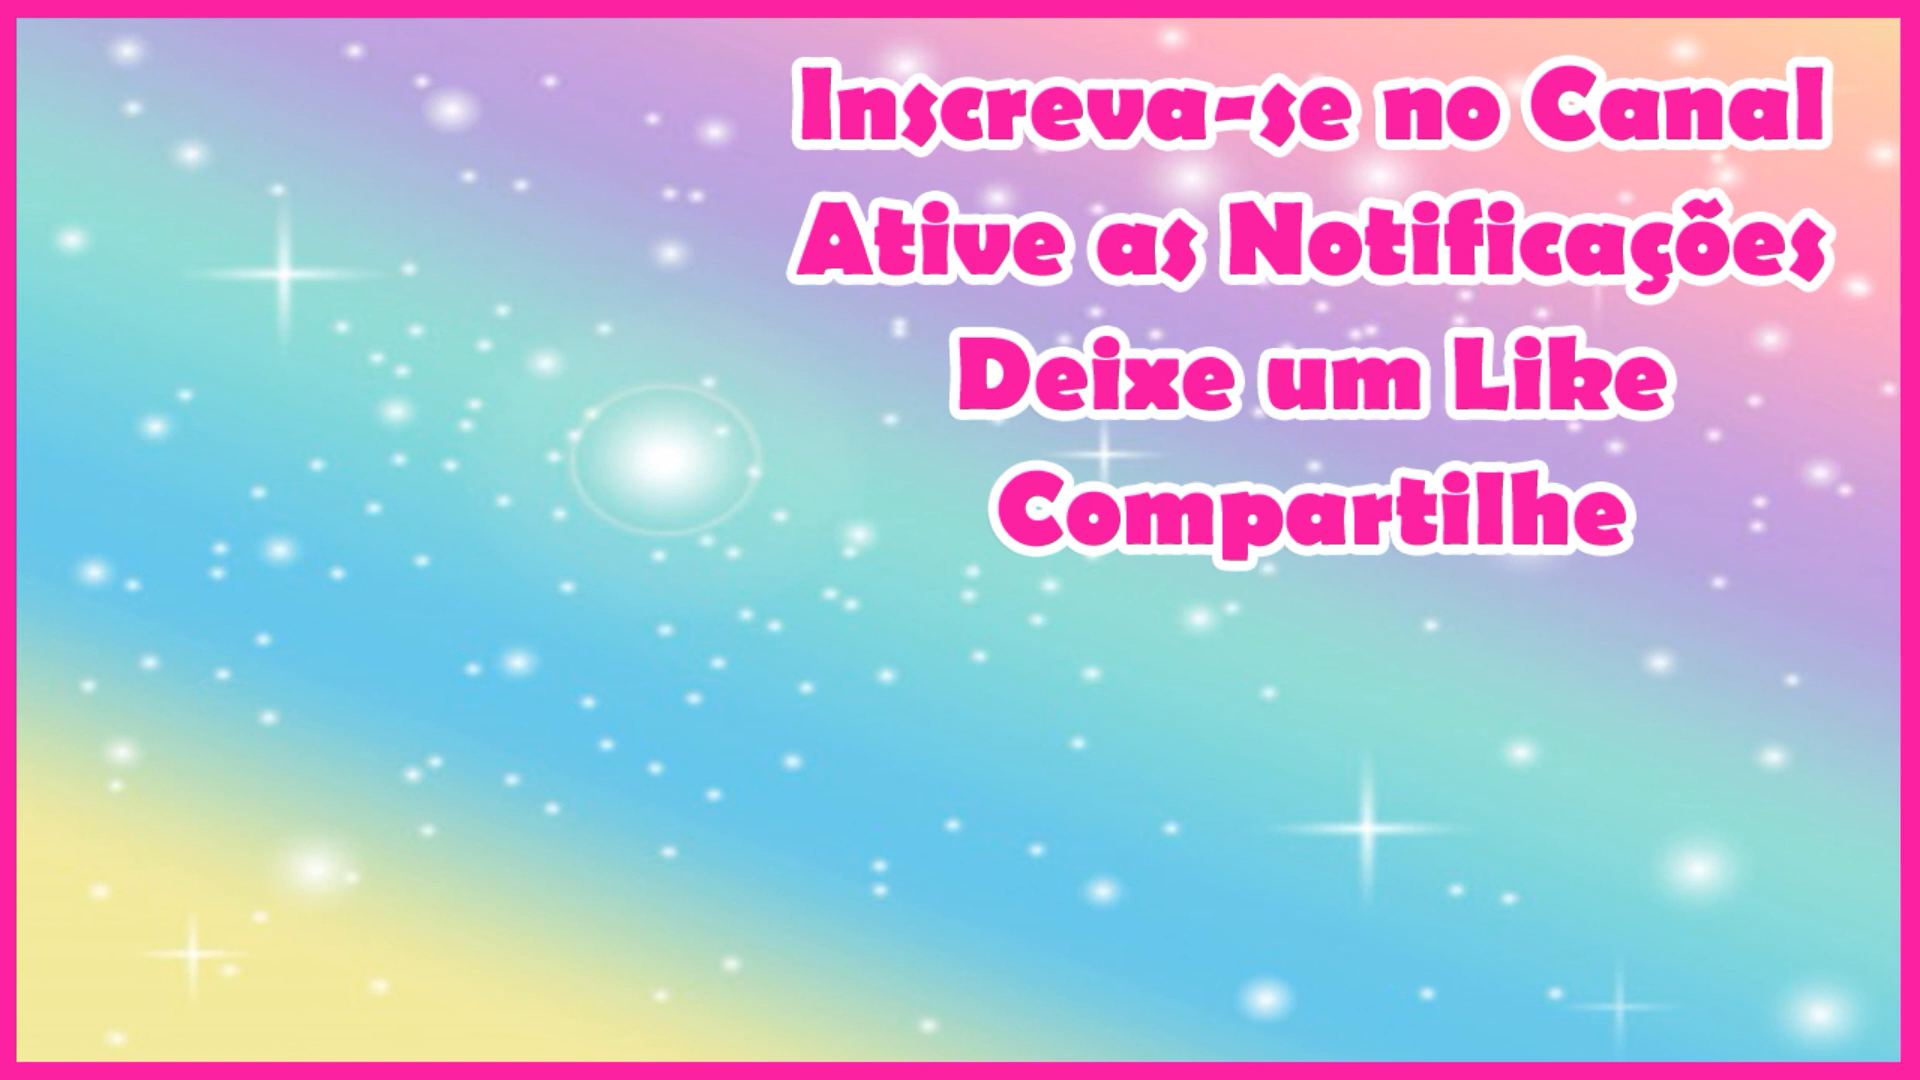 Inscreva-se no Canal
Ative as Notificações
Deixe um Like
Compartilhe